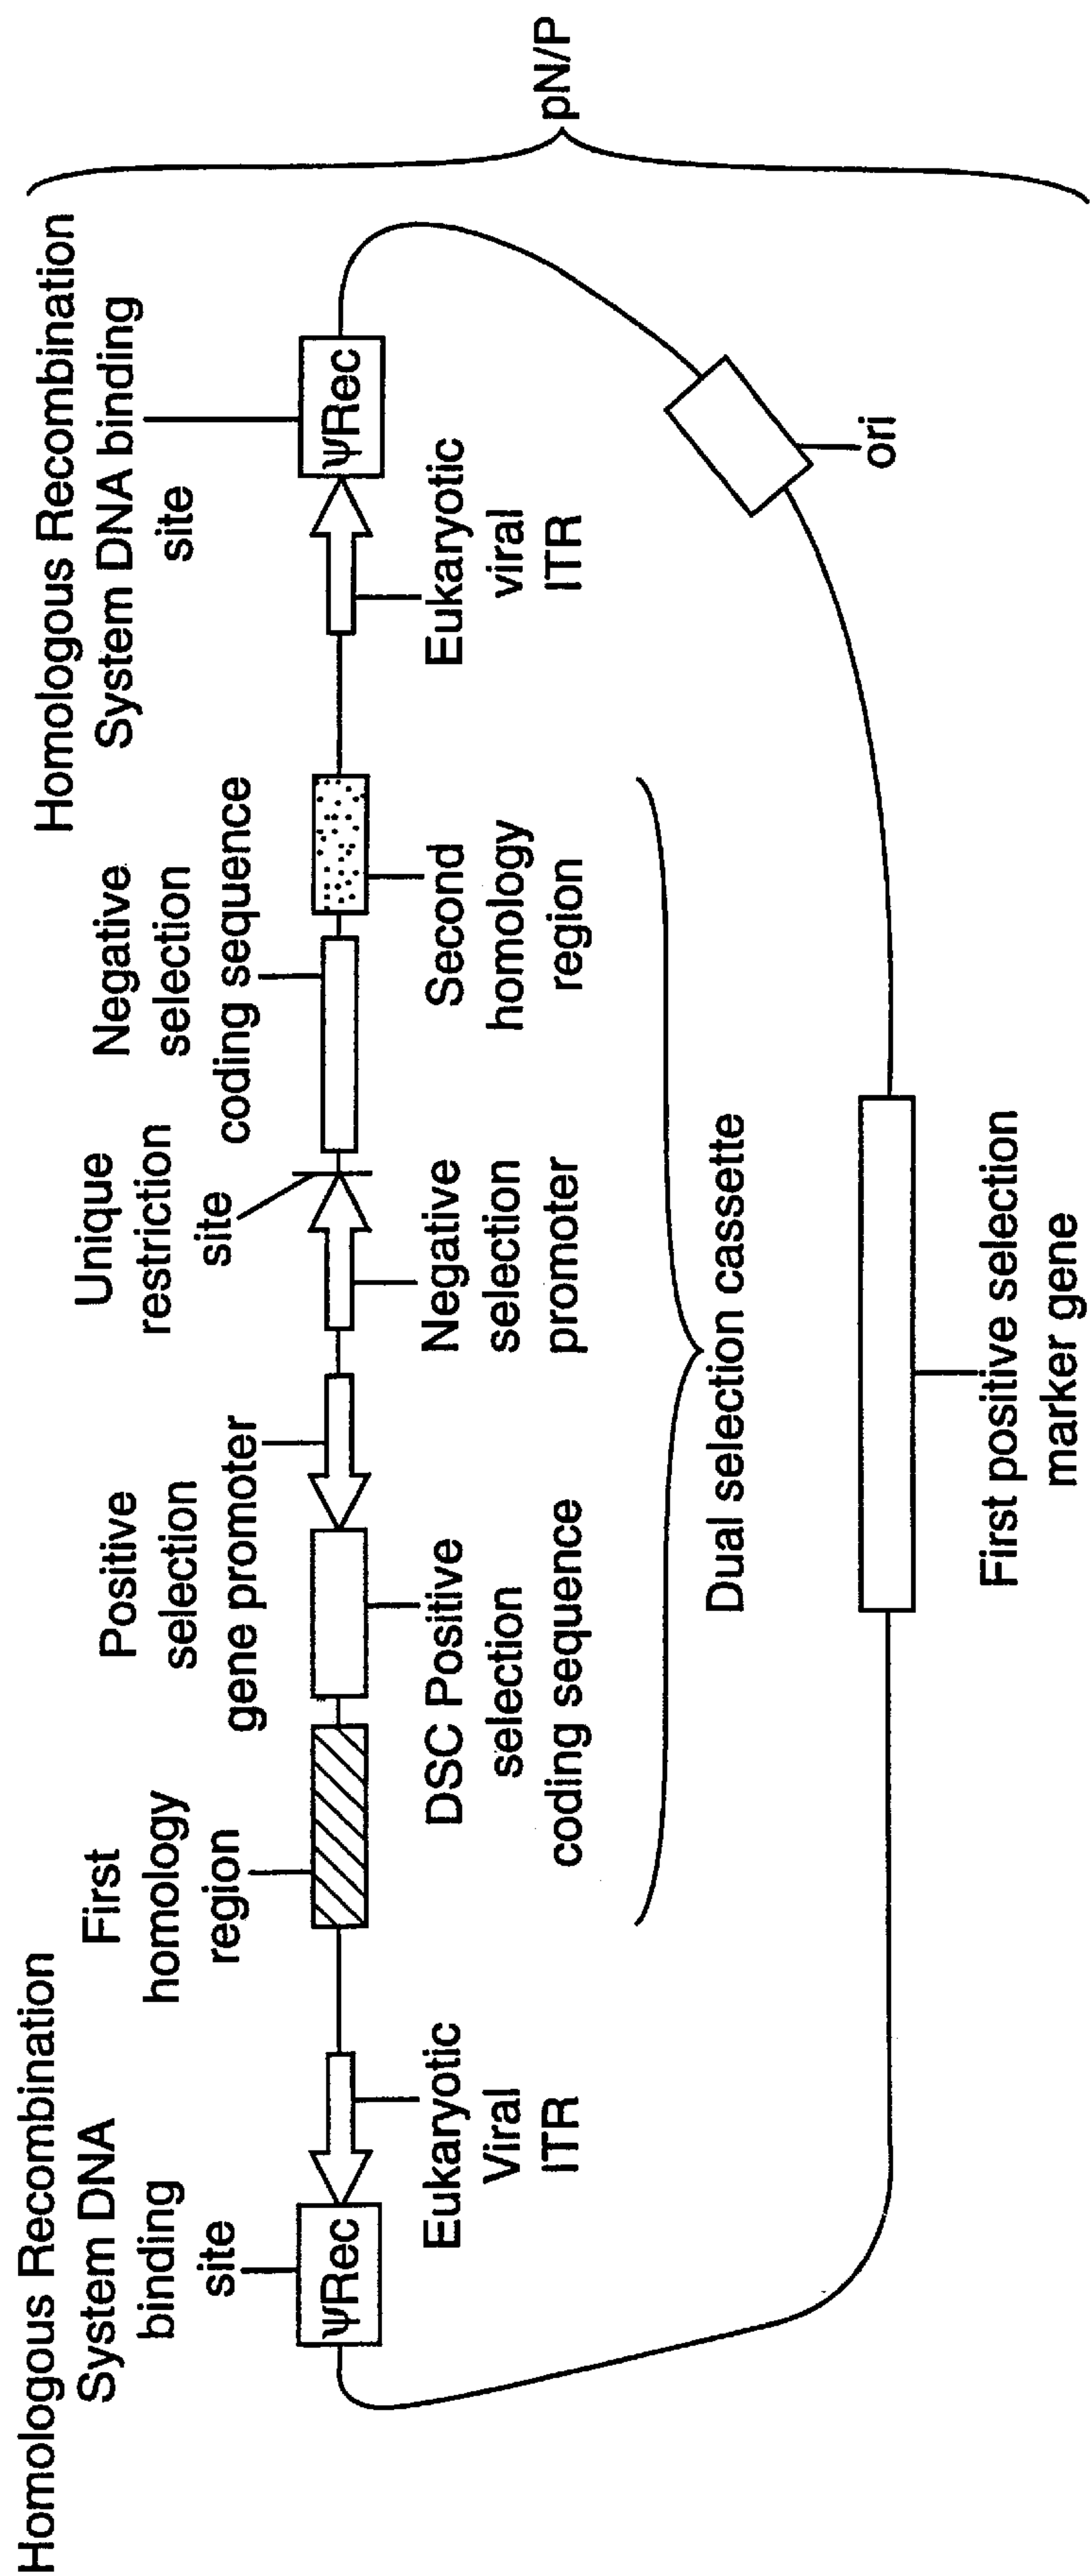 Homologous Recombination
System DNA
binding
site
ψRec
Eukaryotic
Viral
ITR
First
homology
region
Positive
selection
gene promoter
DSC Positive
selection
coding sequence
Unique
restriction
site
Negative
selection
promoter
Negative
selection
coding sequence
Second
homology
region
Homologous Recombination
System DNA binding
site
ψRec
Eukaryotic
viral
ITR
Dual selection cassette
ori
First positive selection
marker gene
pN/P